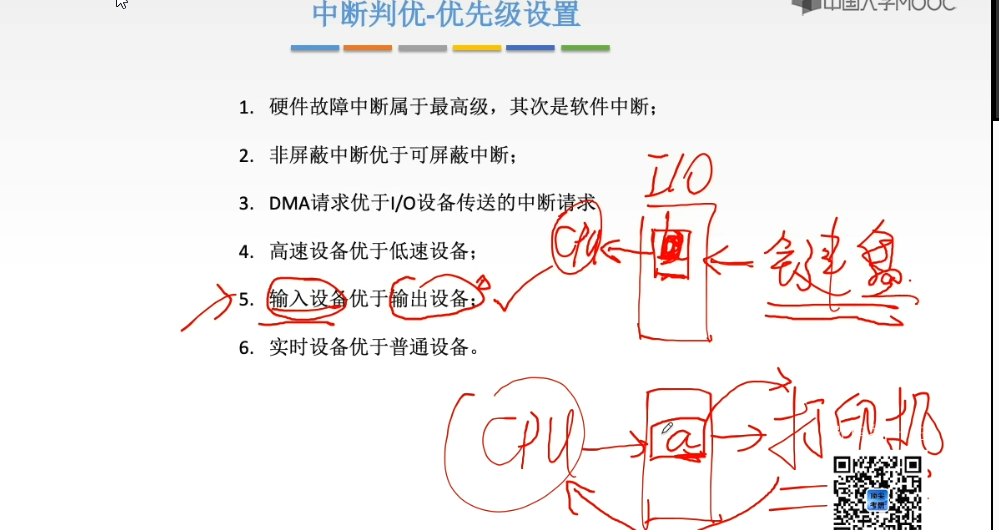 中国大学MOOC
中断判优-优先级设置
1. 硬件故障中断属于最高级，其次是软件中断；
2. 非屏蔽中断优于可屏蔽中断；
3. DMA请求优于I/O设备传送的中断请求
4. 高速设备优于低速设备；
5. 输入设备优于输出设备；
6. 实时设备优于普通设备。
I/O
CPU
a
键盘
CPU
a
打印机